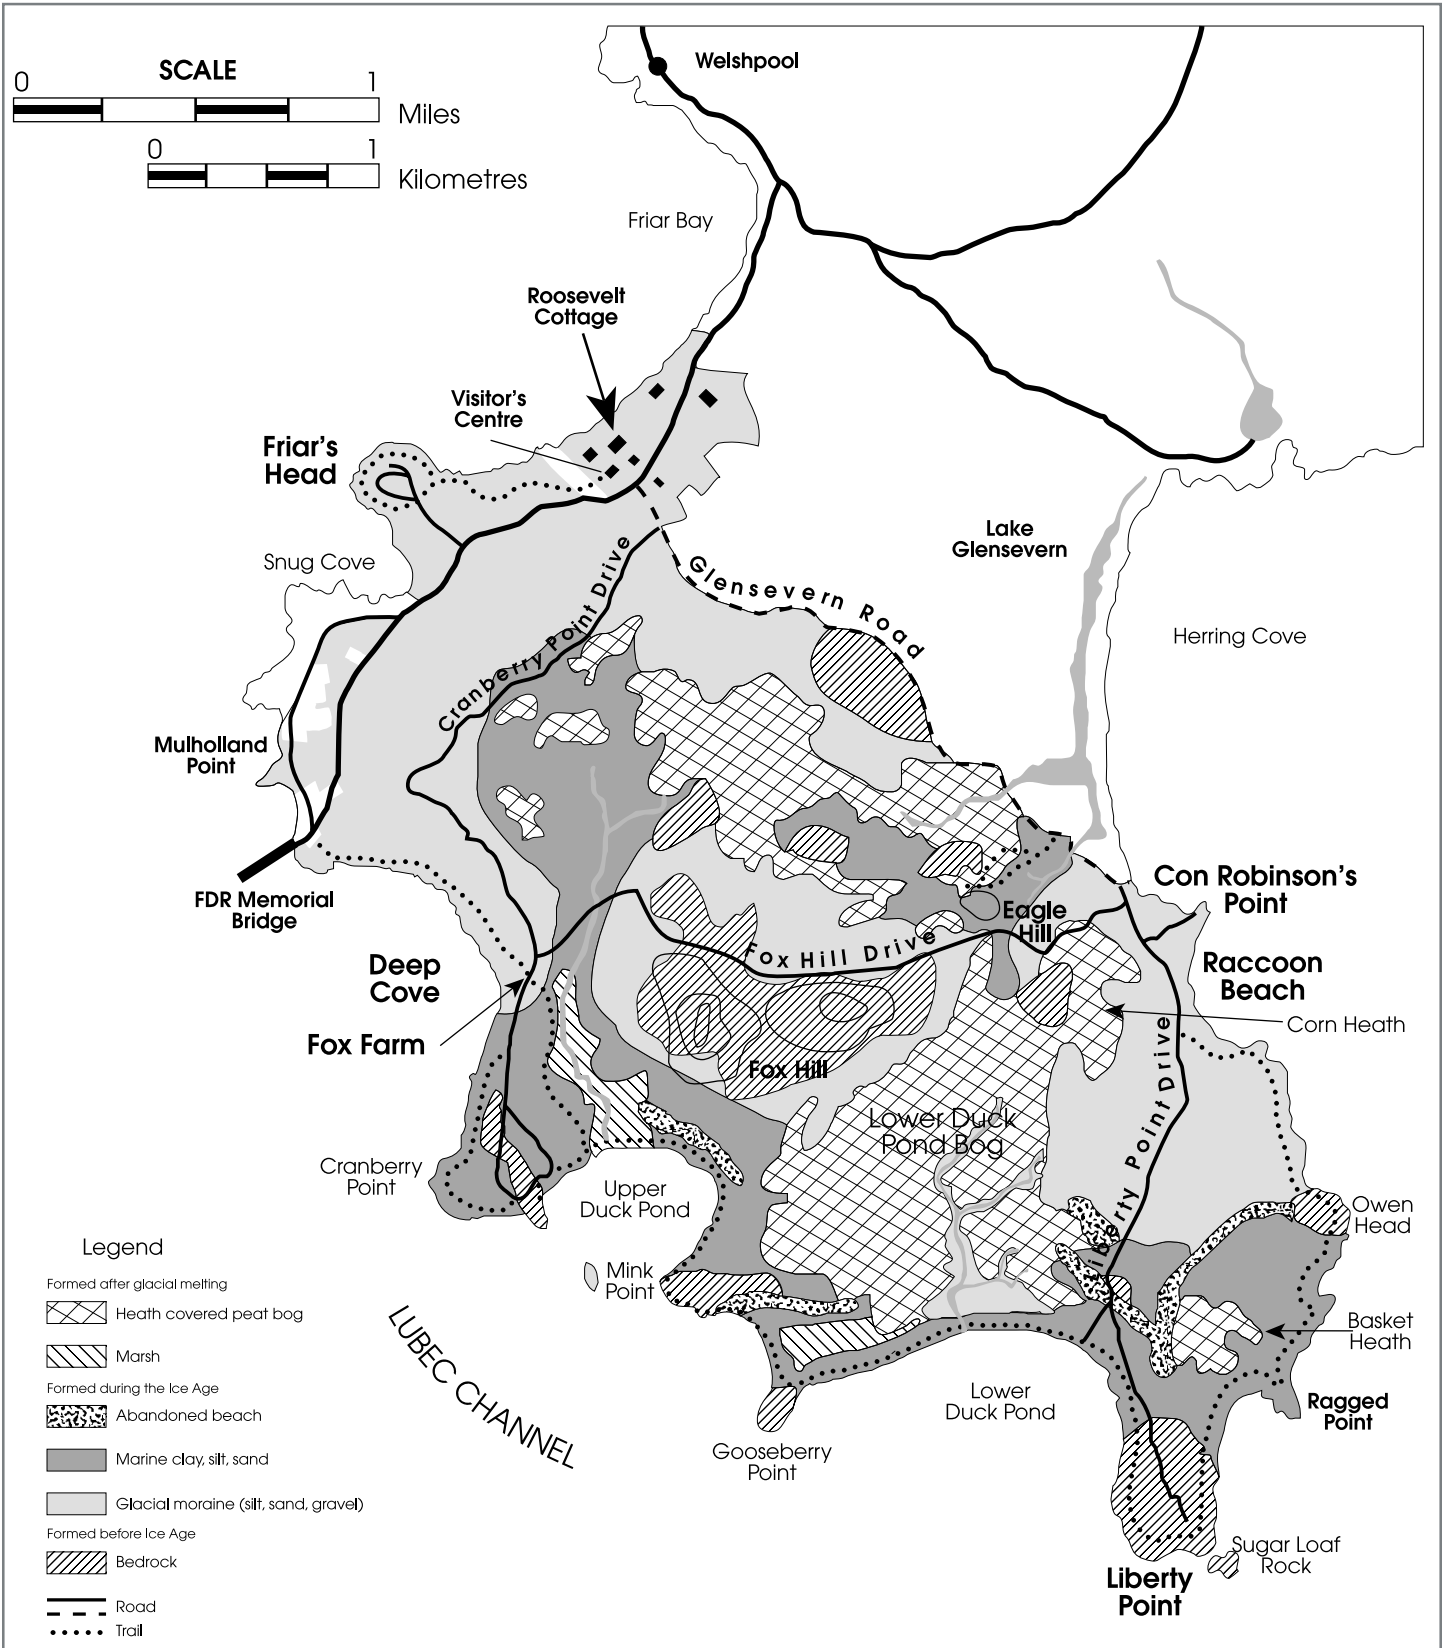 SCALE
0 1
Miles
0 1
Kilometres
Welshpool
Friar Bay
Roosevelt
Cottage
Visitor's
Centre
Friar's
Head
Snug Cove
Lake
Glensevern
Glensevern Road
Cranberry Point Drive
Herring Cove
Mulholland
Point
FDR Memorial
Bridge
Con Robinson's
Point
Eagle
Hill
Fox Hill Drive
Deep
Cove
Raccoon
Beach
Corn Heath
Fox Farm
Fox Hill
Liberty Point Drive
Lower Duck
Pond Bog
Cranberry
Point
Upper
Duck Pond
Owen
Head
Mink
Point
Basket
Heath
LUBEC CHANNEL
Lower
Duck Pond
Ragged
Point
Gooseberry
Point
Sugar Loaf
Rock
Liberty
Point
Legend
Formed after glacial melting
Heath covered peat bog
Marsh
Formed during the Ice Age
Abandoned beach
Marine clay, silt, sand
Glacial moraine (silt, sand, gravel)
Formed before Ice Age
Bedrock
Road
Trail